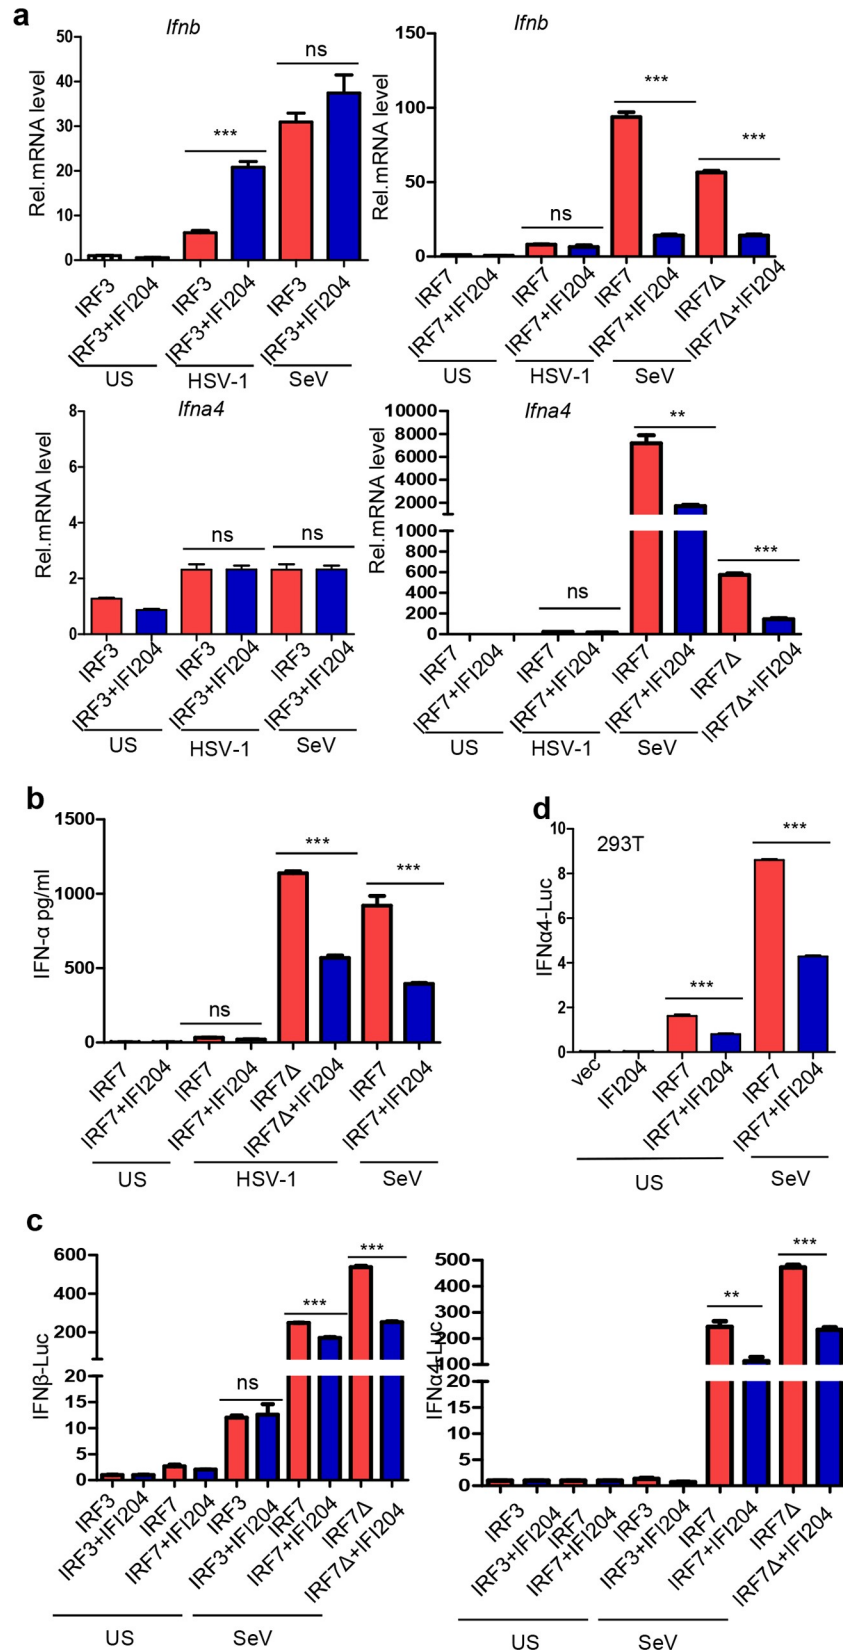 a
Ifnb
Rel.mRNA level
50
40
30
20
10
0
***
ns
IRF3
IRF3+IFI204
IRF3
IRF3+IFI204
IRF3
IRF3+IFI204
US
HSV-1
SeV
Ifnb
Rel.mRNA level
150
100
50
0
ns
***
***
IRF7
IRF7+IFI204
IRF7
IRF7+IFI204
IRF7
IRF7+IFI204
IRF7Δ
IRF7Δ+IFI204
US
HSV-1
SeV
Ifna4
Rel.mRNA level
8
6
4
2
0
ns
ns
IRF3
IRF3+IFI204
IRF3
IRF3+IFI204
IRF3
IRF3+IFI204
US
HSV-1
SeV
Ifna4
Rel.mRNA level
10000
8000
6000
4000
2000
1000
800
600
400
200
0
ns
**
***
IRF7
IRF7+IFI204
IRF7
IRF7+IFI204
IRF7
IRF7+IFI204
IRF7Δ
IRF7Δ+IFI204
US
HSV-1
SeV
b
IFN-α pg/ml
1500
1000
500
0
ns
***
***
IRF7
IRF7+IFI204
IRF7
IRF7+IFI204
IRF7Δ
IRF7Δ+IFI204
IRF7
IRF7+IFI204
US
HSV-1
SeV
d
293T
IFNα4-Luc
10
8
6
4
2
0
***
***
vec
IFI204
IRF7
IRF7+IFI204
IRF7
IRF7+IFI204
US
SeV
c
IFNβ-Luc
600
400
200
20
15
10
5
0
ns
***
***
IRF3
IRF3+IFI204
IRF7
IRF7+IFI204
IRF3
IRF3+IFI204
IRF7
IRF7+IFI204
IRF7Δ
IRF7Δ+IFI204
US
SeV
IFNα4-Luc
500
400
300
200
100
20
15
10
5
0
**
***
IRF3
IRF3+IFI204
IRF7
IRF7+IFI204
IRF3
IRF3+IFI204
IRF7
IRF7+IFI204
IRF7Δ
IRF7Δ+IFI204
US
SeV